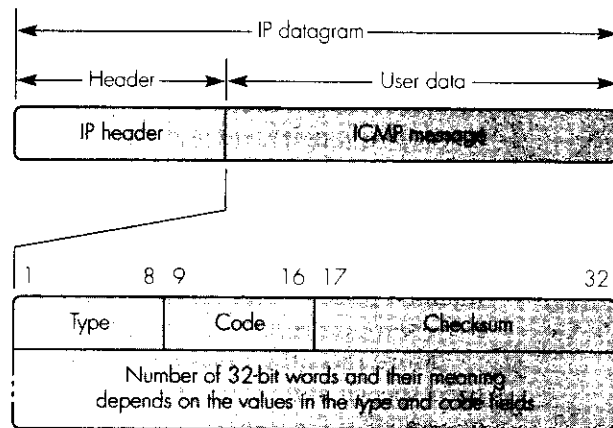 IP datagram
Header User data
IP header ICMP message
1 8 9 16 17 32
Type Code Checksum
Number of 32-bit words and their meaning
depends on the values in the type and code fields